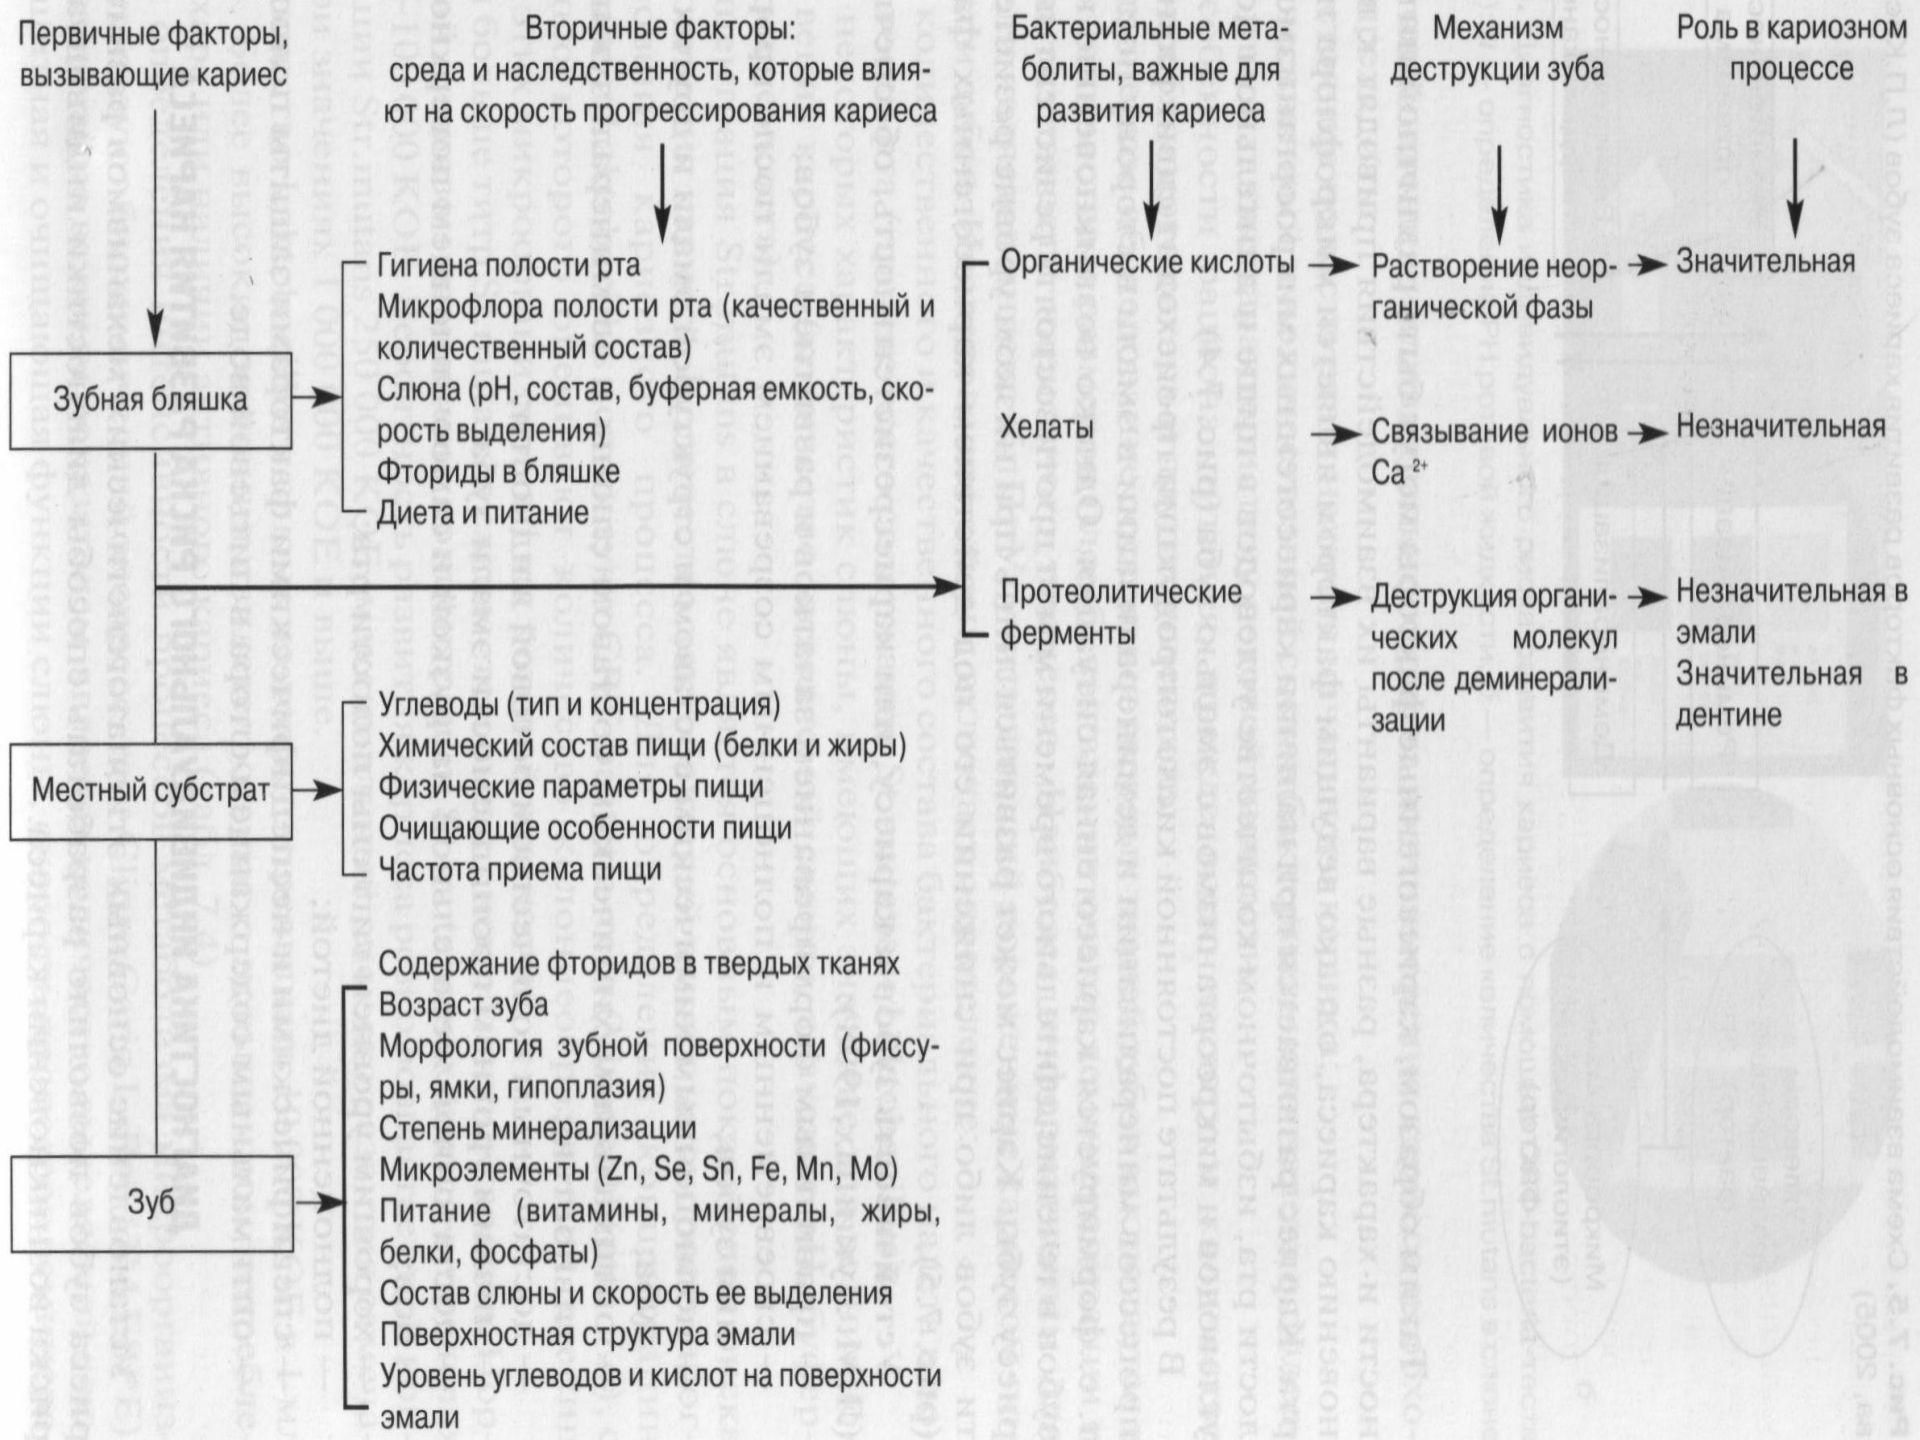 Первичные факторы,
вызывающие кариес
Вторичные факторы:
среда и наследственность, которые влия-
ют на скорость прогрессирования кариеса
Бактериальные мета-
болиты, важные для
развития кариеса
Механизм
деструкции зуба
Роль в кариозном
процессе
Зубная бляшка
Гигиена полости рта
Микрофлора полости рта (качественный и
количественный состав)
Слюна (pH, состав, буферная емкость, ско-
рость выделения)
Фториды в бляшке
Диета и питание
Органические кислоты
Растворение неор-
ганической фазы
Значительная
Хелаты
Связывание ионов
Ca 2+
Незначительная
Протеолитические
ферменты
Деструкция органи-
ческих молекул
после деминерали-
зации
Незначительная в
эмали
Значительная в
дентине
Местный субстрат
Углеводы (тип и концентрация)
Химический состав пищи (белки и жиры)
Физические параметры пищи
Очищающие особенности пищи
Частота приема пищи
Зуб
Содержание фторидов в твердых тканях
Возраст зуба
Морфология зубной поверхности (фиссу-
ры, ямки, гипоплазия)
Степень минерализации
Микроэлементы (Zn, Se, Sn, Fe, Mn, Mo)
Питание (витамины, минералы, жиры,
белки, фосфаты)
Состав слюны и скорость ее выделения
Поверхностная структура эмали
Уровень углеводов и кислот на поверхности
эмали